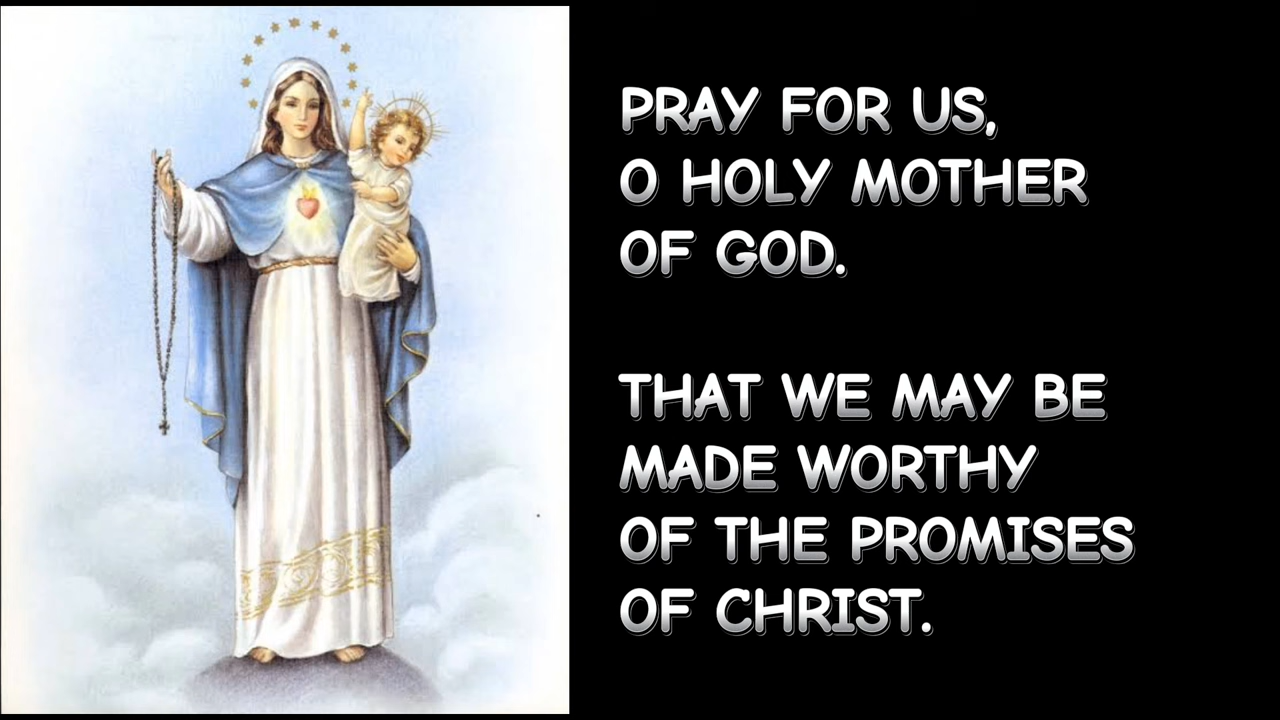 PRAY FOR US,
O HOLY MOTHER
OF GOD.
THAT WE MAY BE
MADE WORTHY
OF THE PROMISES
OF CHRIST.